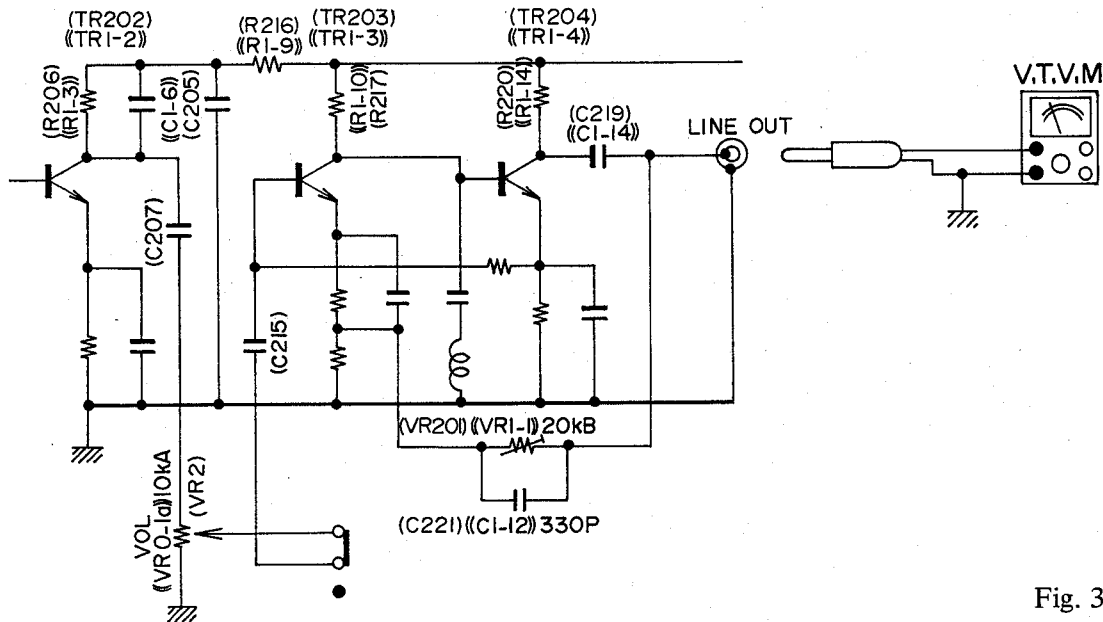 (TR202)
((TR1-2))
(R216)
((R1-9))
(TR203)
((TR1-3))
(TR204)
((TR1-4))
(R206)
((R1-3))
((C1-6))
(C205)
((R1-10))
(R217)
(R220)
((R1-14))
(C219)
((C1-14))
LINE OUT
V.T.V.M
(C207)
(C215)
(VR201) ((VR1-1)) 20kB
(C221) ((C1-12)) 330P
VOL
((VR0-1a)) 10kA
(VR2)
Fig. 3